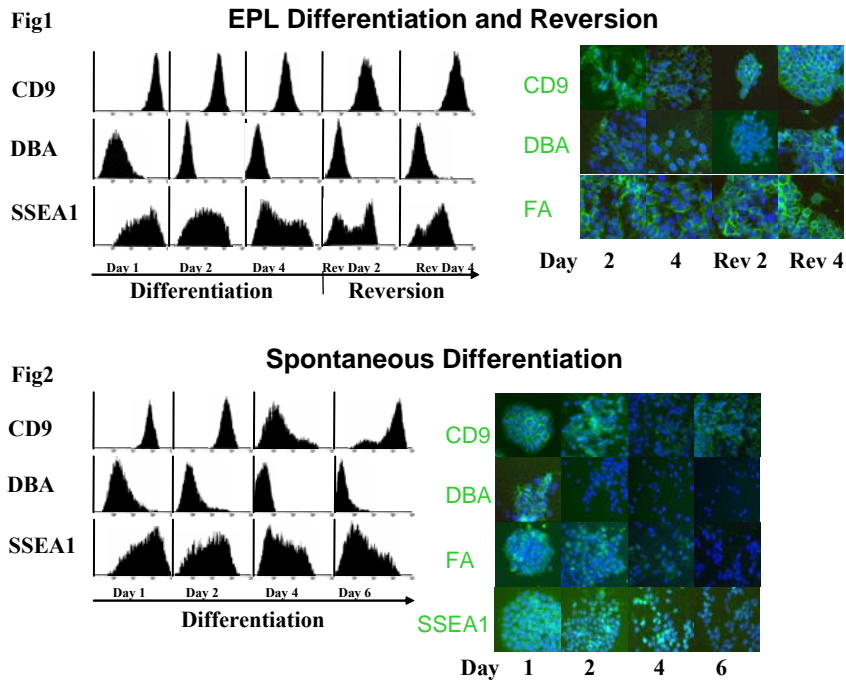 Fig1
EPL Differentiation and Reversion
CD9
DBA
SSEA1
Day 1 Day 2 Day 4 Rev Day 2 Rev Day 4
Differentiation Reversion
CD9
DBA
FA
Day 2 4 Rev 2 Rev 4
Spontaneous Differentiation
Fig2
CD9
DBA
SSEA1
Day 1 Day 2 Day 4 Day 6
Differentiation
CD9
DBA
FA
SSEA1
Day 1 2 4 6